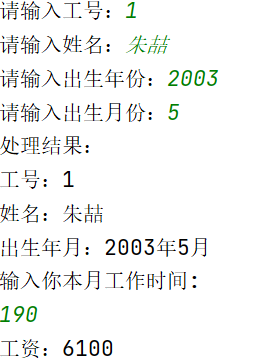 请输入工号：1
请输入姓名：朱喆
请输入出生年份：2003
请输入出生月份：5
处理结果：
工号：1
姓名：朱喆
出生年月：2003年5月
输入你本月工作时间：
190
工资：6100